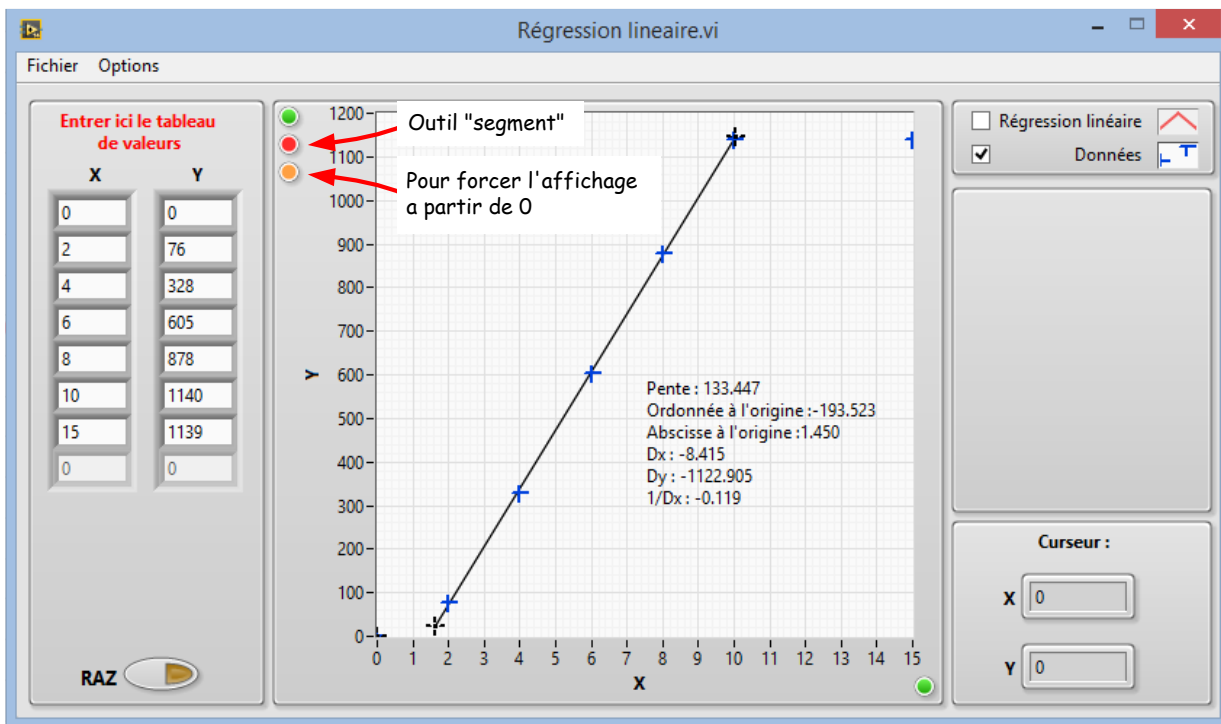 Régression lineaire.vi
Fichier Options
Entrer ici le tableau
de valeurs
X Y
0 0
2 76
4 328
6 605
8 878
10 1140
15 1139
0 0
RAZ
Outil "segment"
Pour forcer l'affichage
a partir de 0
1200
1100
1000
900
800
700
600
500
400
300
200
100
0
Y
Pente : 133.447
Ordonnée à l'origine :-193.523
Abscisse à l'origine :1.450
Dx : -8.415
Dy : -1122.905
1/Dx : -0.119
0 1 2 3 4 5 6 7 8 9 10 11 12 13 14 15
X
Régression linéaire
Données
Curseur :
X 0
Y 0